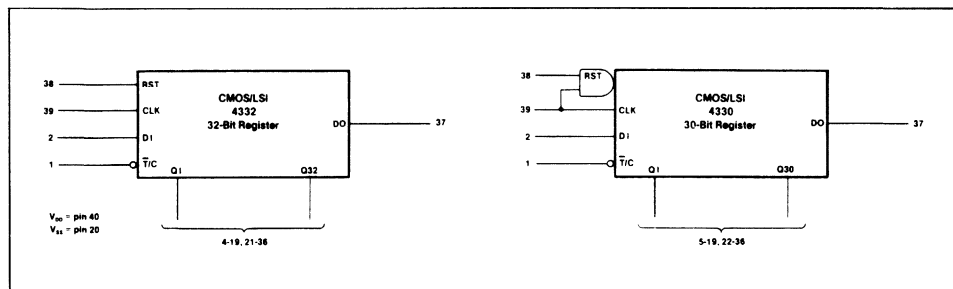 38
RST
39
CLK
2
DI
1
T̅/C
CMOS/LSI
4332
32-Bit Register
DO
37
Q1
Q32
V_DD = pin 40
V_SS = pin 20
4-19, 21-36
38
RST
39
CLK
2
DI
1
T̅/C
CMOS/LSI
4330
30-Bit Register
DO
37
Q1
Q30
5-19, 22-36